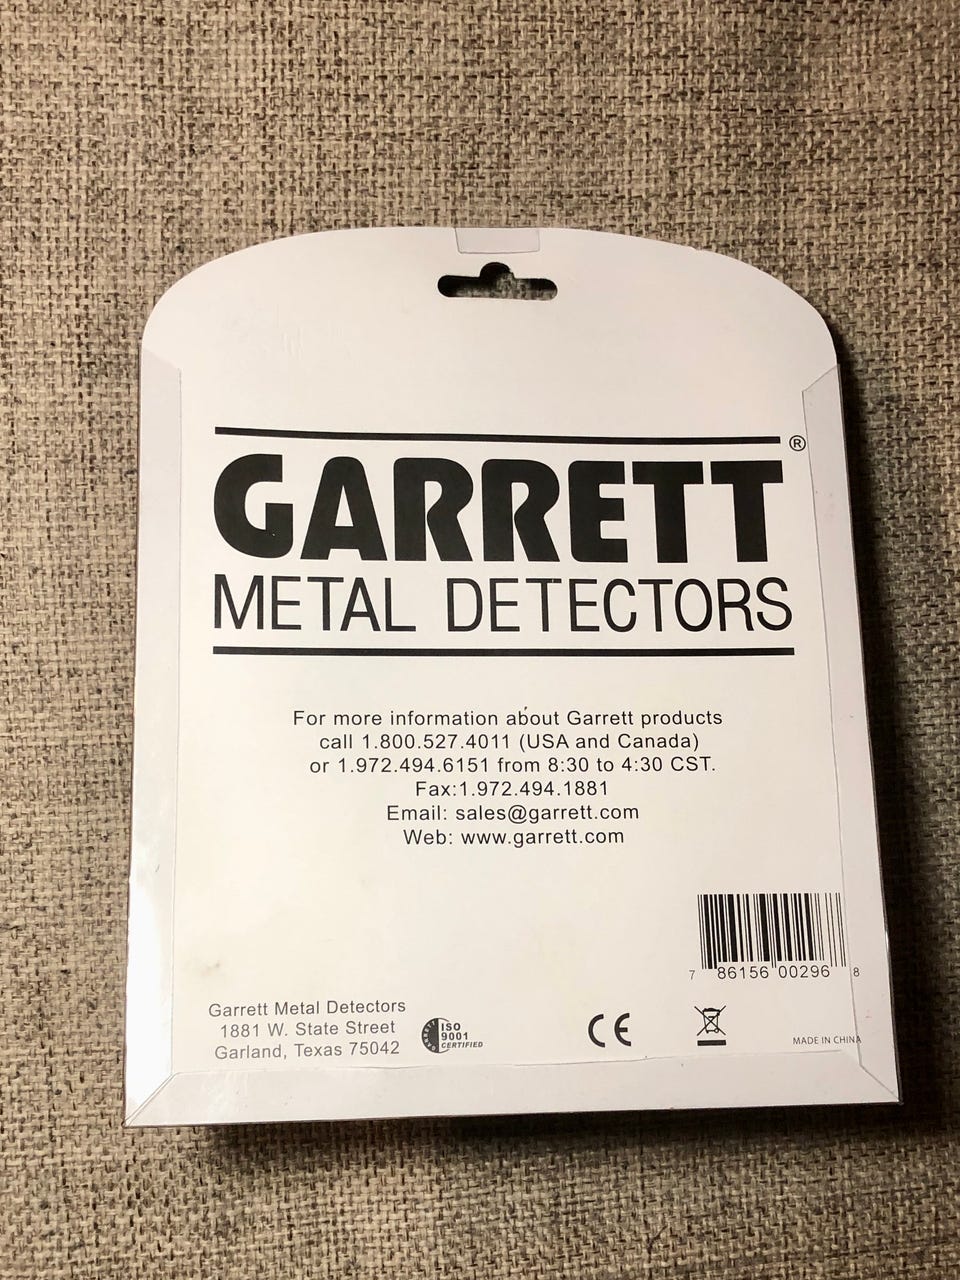 GARRETT®
METAL DETECTORS
For more information about Garrett products
call 1.800.527.4011 (USA and Canada)
or 1.972.494.6151 from 8:30 to 4:30 CST.
Fax:1.972.494.1881
Email: sales@garrett.com
Web: www.garrett.com
7 86156 00296 8
Garrett Metal Detectors
1881 W. State Street
Garland, Texas 75042
GARRETT
ISO
9001
CERTIFIED
CE
MADE IN CHINA